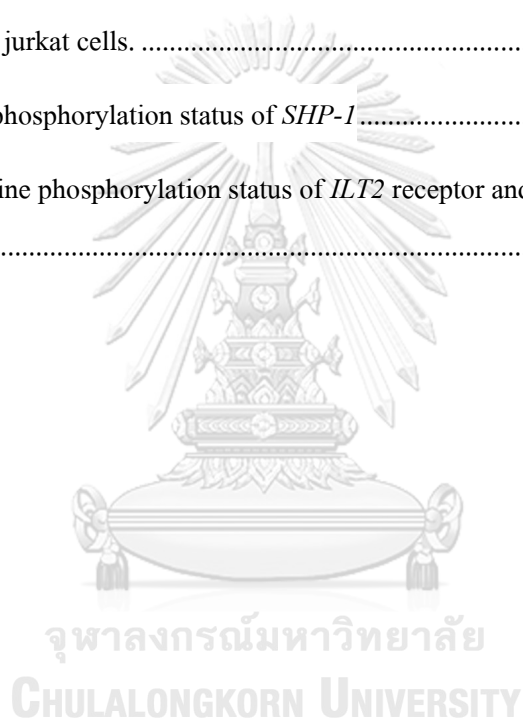 jurkat cells. ......................................................
phosphorylation status of SHP-1.......................
ine phosphorylation status of ILT2 receptor and
...........................................................................
จุฬาลงกรณ์มหาวิทยาลัย
CHULALONGKORN UNIVERSITY